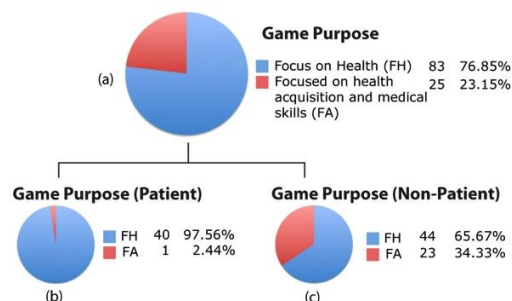 Game Purpose
(a)
Focus on Health (FH) 83 76.85%
Focused on health 25 23.15%
acquisition and medical
skills (FA)
Game Purpose (Patient)
FH 40 97.56%
FA 1 2.44%
(b)
Game Purpose (Non-Patient)
FH 44 65.67%
FA 23 34.33%
(c)